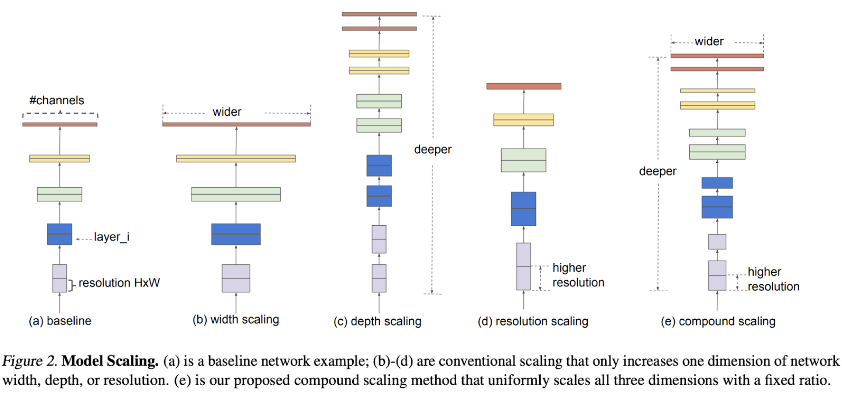 #channels
layer_i
resolution HxW
(a) baseline
wider
(b) width scaling
deeper
(c) depth scaling
higher
resolution
(d) resolution scaling
wider
deeper
higher
resolution
(e) compound scaling
Figure 2. Model Scaling. (a) is a baseline network example; (b)-(d) are conventional scaling that only increases one dimension of network
width, depth, or resolution. (e) is our proposed compound scaling method that uniformly scales all three dimensions with a fixed ratio.